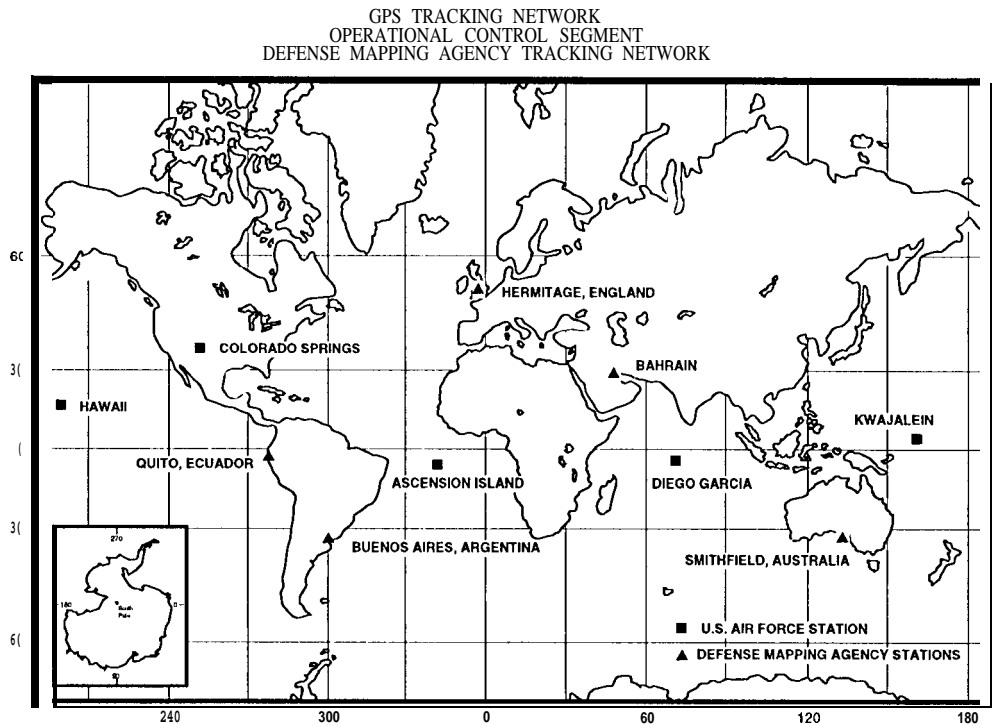 GPS TRACKING NETWORK
OPERATIONAL CONTROL SEGMENT
DEFENSE MAPPING AGENCY TRACKING NETWORK
6(
HERMITAGE, ENGLAND
COLORADO SPRINGS
3(
BAHRAIN
HAWAII
KWAJALEIN
(
QUITO, ECUADOR
ASCENSION ISLAND
DIEGO GARCIA
3(
BUENOS AIRES, ARGENTINA
SMITHFIELD, AUSTRALIA
270
180
0
South
Pole
90
U.S. AIR FORCE STATION
6(
DEFENSE MAPPING AGENCY STATIONS
240 300 0 60 120 180